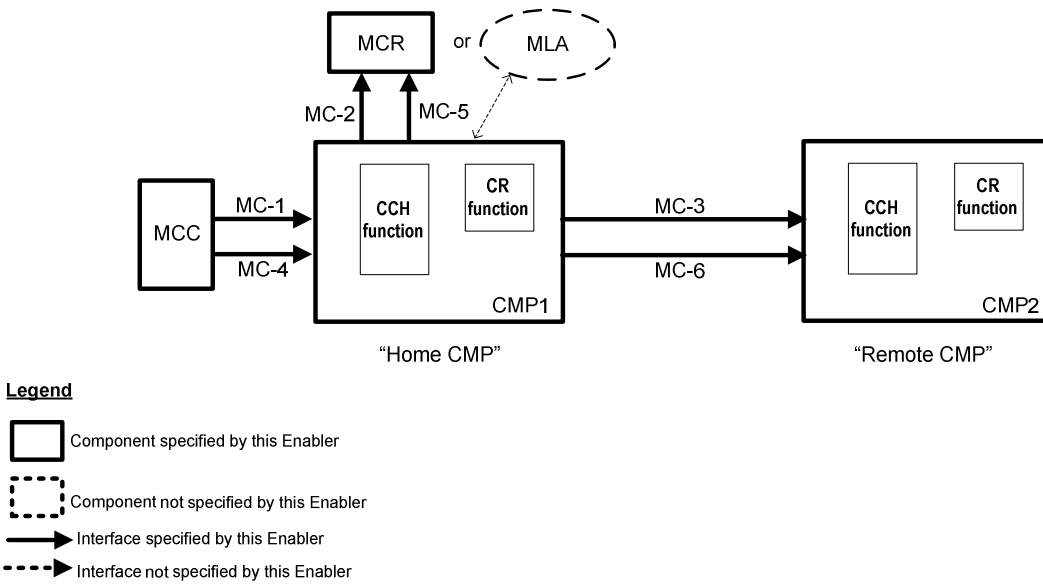 MCR
or
MLA
MC-2
MC-5
MCC
MC-1
MC-4
CCH
function
CR
function
CMP1
MC-3
MC-6
CCH
function
CR
function
CMP2
“Home CMP”
“Remote CMP”
Legend
Component specified by this Enabler
Component not specified by this Enabler
Interface specified by this Enabler
Interface not specified by this Enabler